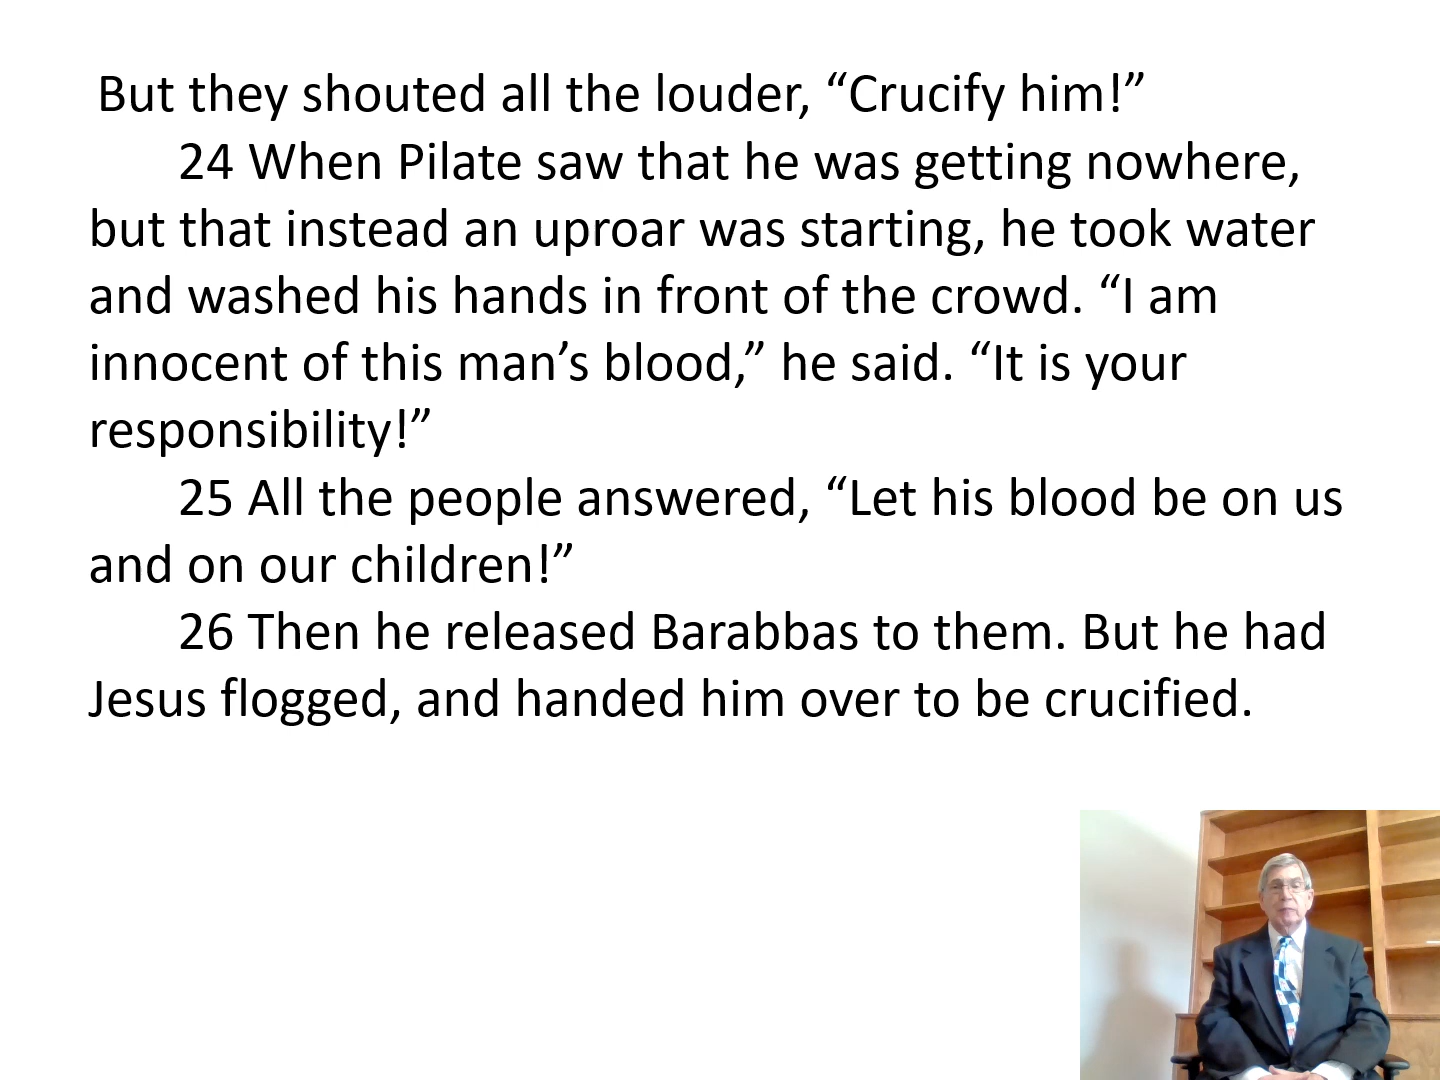 But they shouted all the louder, “Crucify him!”
24 When Pilate saw that he was getting nowhere,
but that instead an uproar was starting, he took water
and washed his hands in front of the crowd. “I am
innocent of this man’s blood,” he said. “It is your
responsibility!”
25 All the people answered, “Let his blood be on us
and on our children!”
26 Then he released Barabbas to them. But he had
Jesus flogged, and handed him over to be crucified.